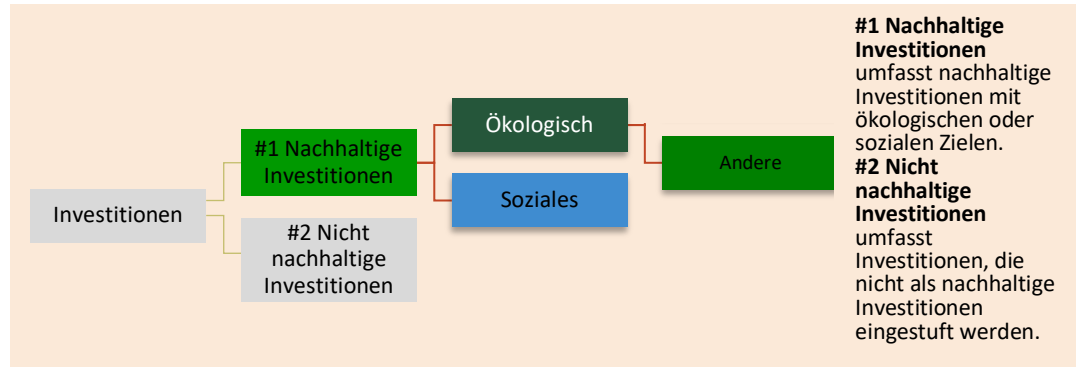 Investitionen
#1 Nachhaltige
Investitionen
#2 Nicht
nachhaltige
Investitionen
Ökologisch
Soziales
Andere
#1 Nachhaltige
Investitionen
umfasst nachhaltige
Investitionen mit
ökologischen oder
sozialen Zielen.
#2 Nicht
nachhaltige
Investitionen
umfasst
Investitionen, die
nicht als nachhaltige
Investitionen
eingestuft werden.